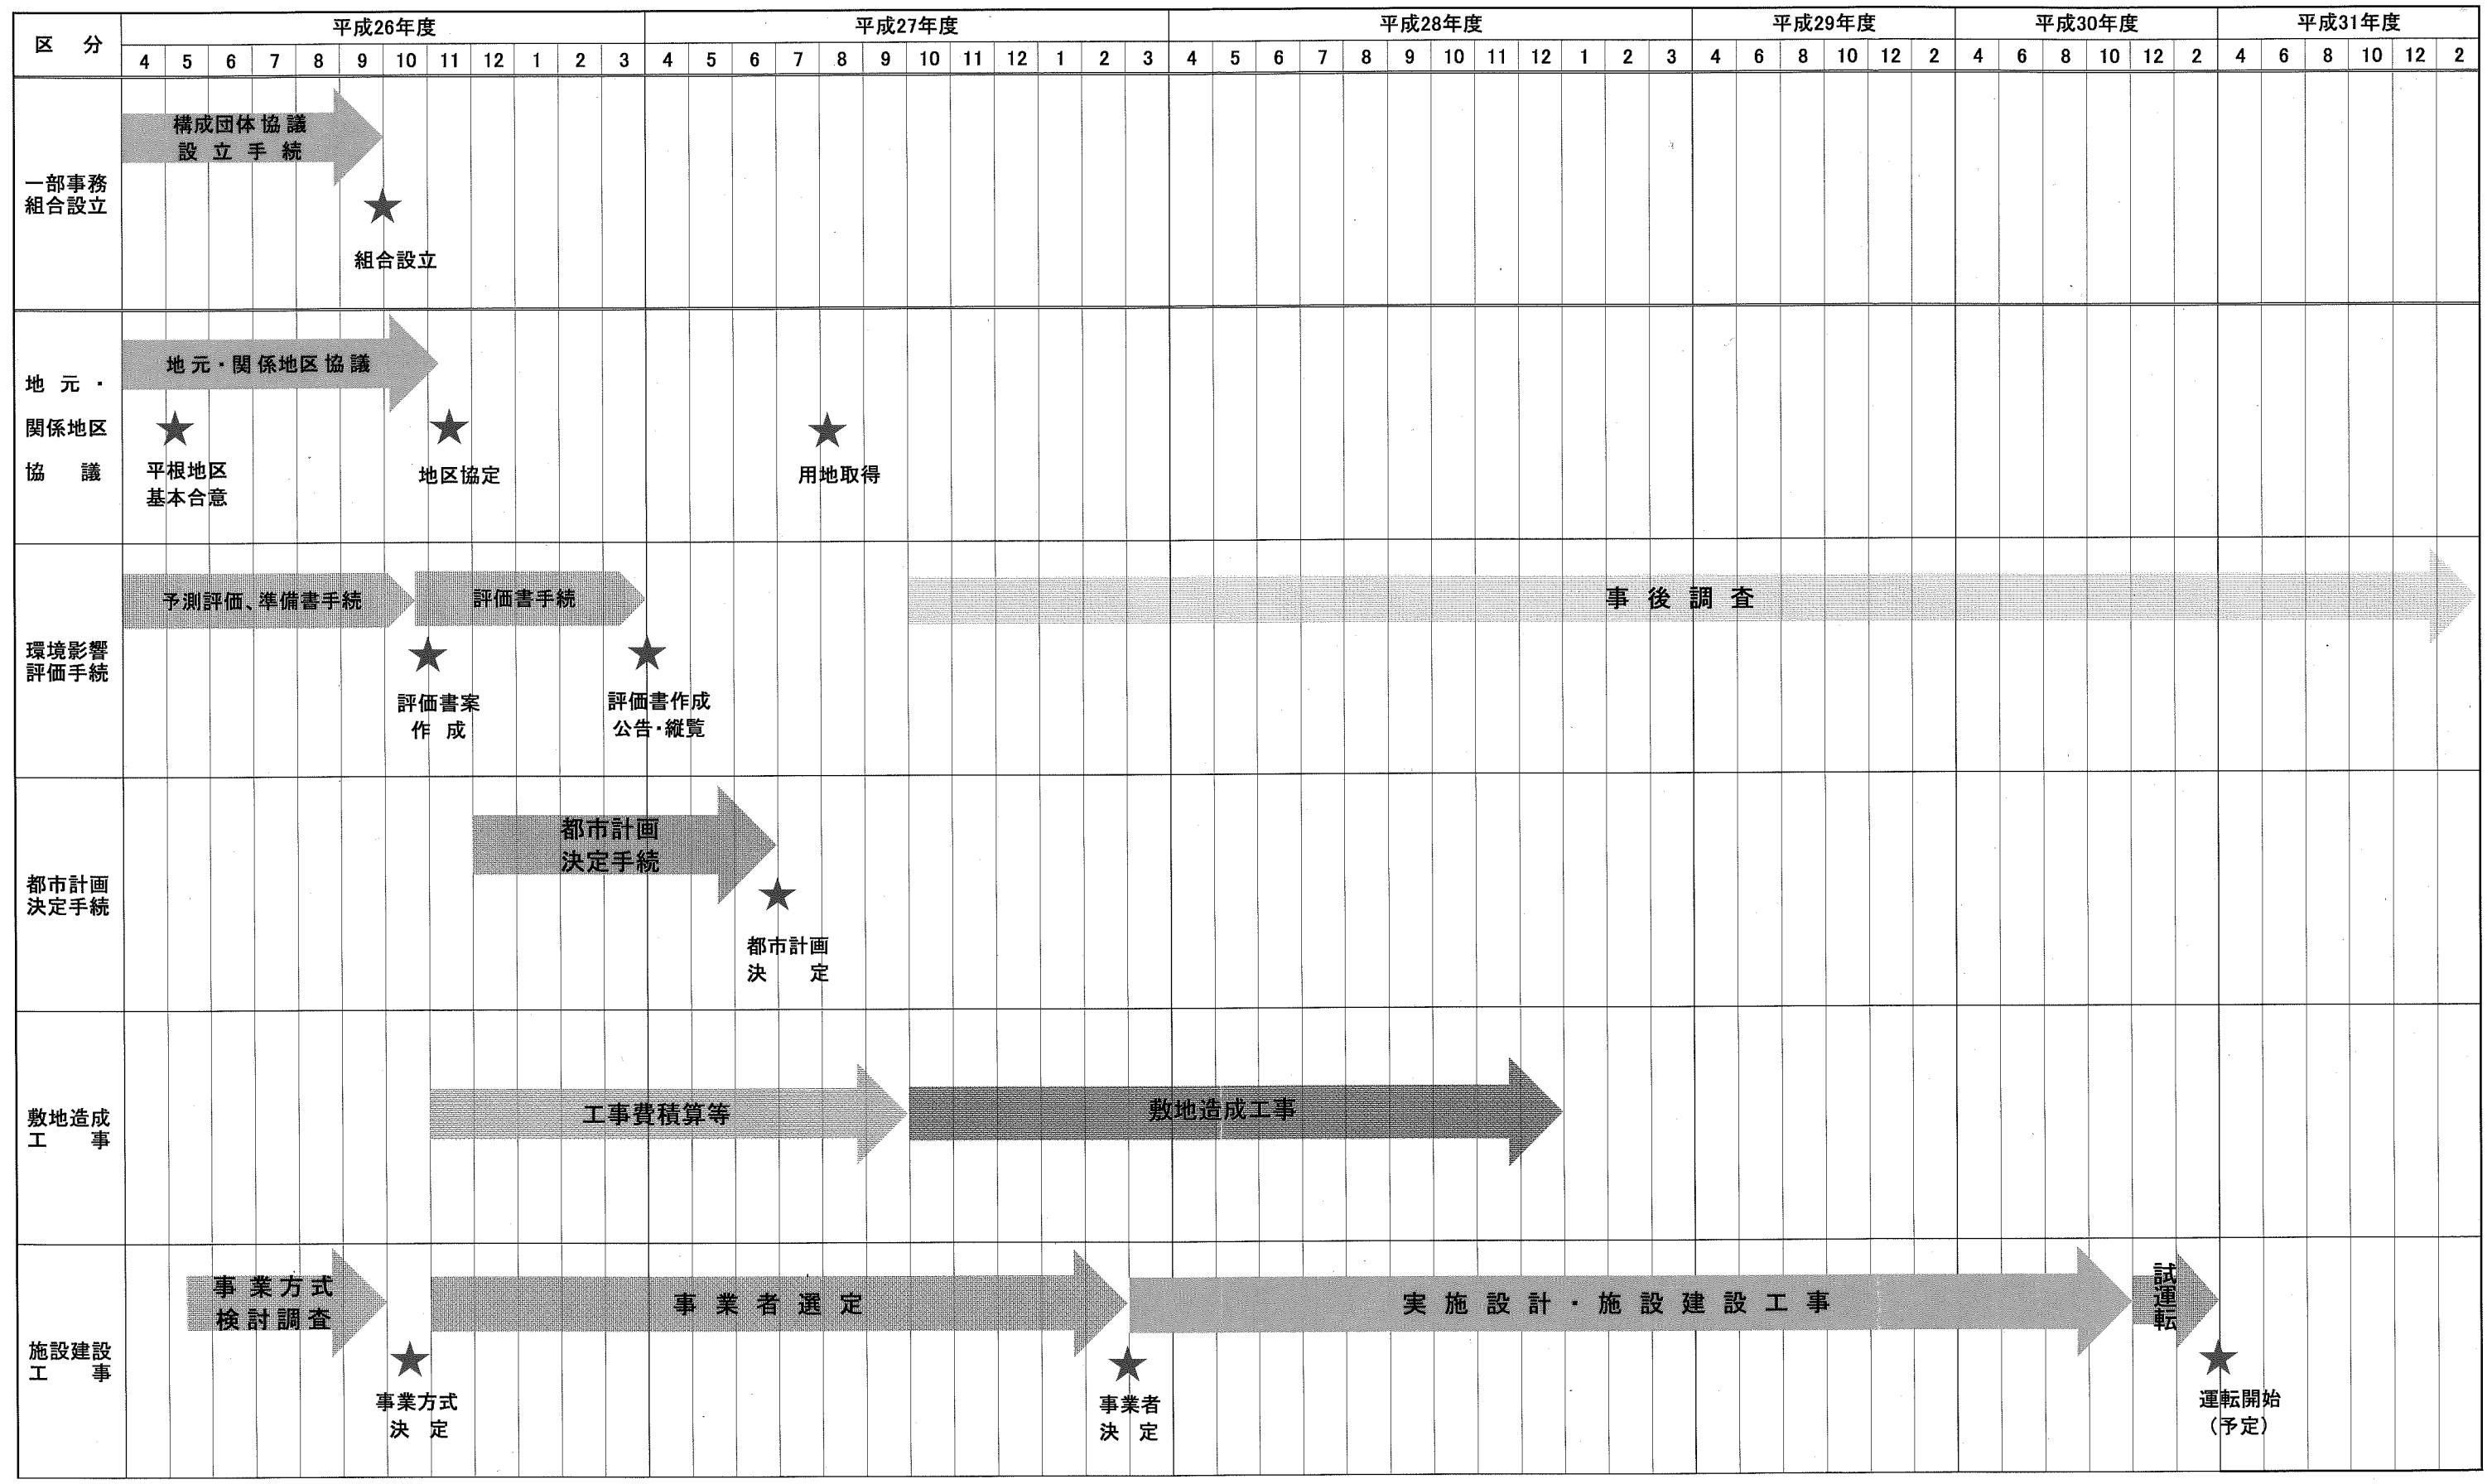 区 分
平成26年度 平成27年度 平成28年度 平成29年度 平成30年度 平成31年度
4 5 6 7 8 9 10 11 12 1 2 3 4 5 6 7 8 9 10 11 12 1 2 3 4 5 6 7 8 9 10 11 12 1 2 3 4 6 8 10 12 2 4 6 8 10 12 2 4 6 8 10 12 2
一部事務
組合設立
構成団体協議
設立手続
★
組合設立
地元・
関係地区
協議
地元・関係地区協議
★ ★ ★
平根地区
基本合意
地区協定
用地取得
環境影響
評価手続
予測評価、準備書手続
評価書手続
事後調査
★ ★
評価書案
作成
評価書作成
公告・縦覧
都市計画
決定手続
都市計画
決定手続
★
都市計画
決定
敷地造成
工事
工事費積算等
敷地造成工事
施設建設
工事
事業方式
検討調査
事業者選定
実施設計・施設建設工事
試運転
★ ★ ★
事業方式
決定
事業者
決定
運転開始
(予定)